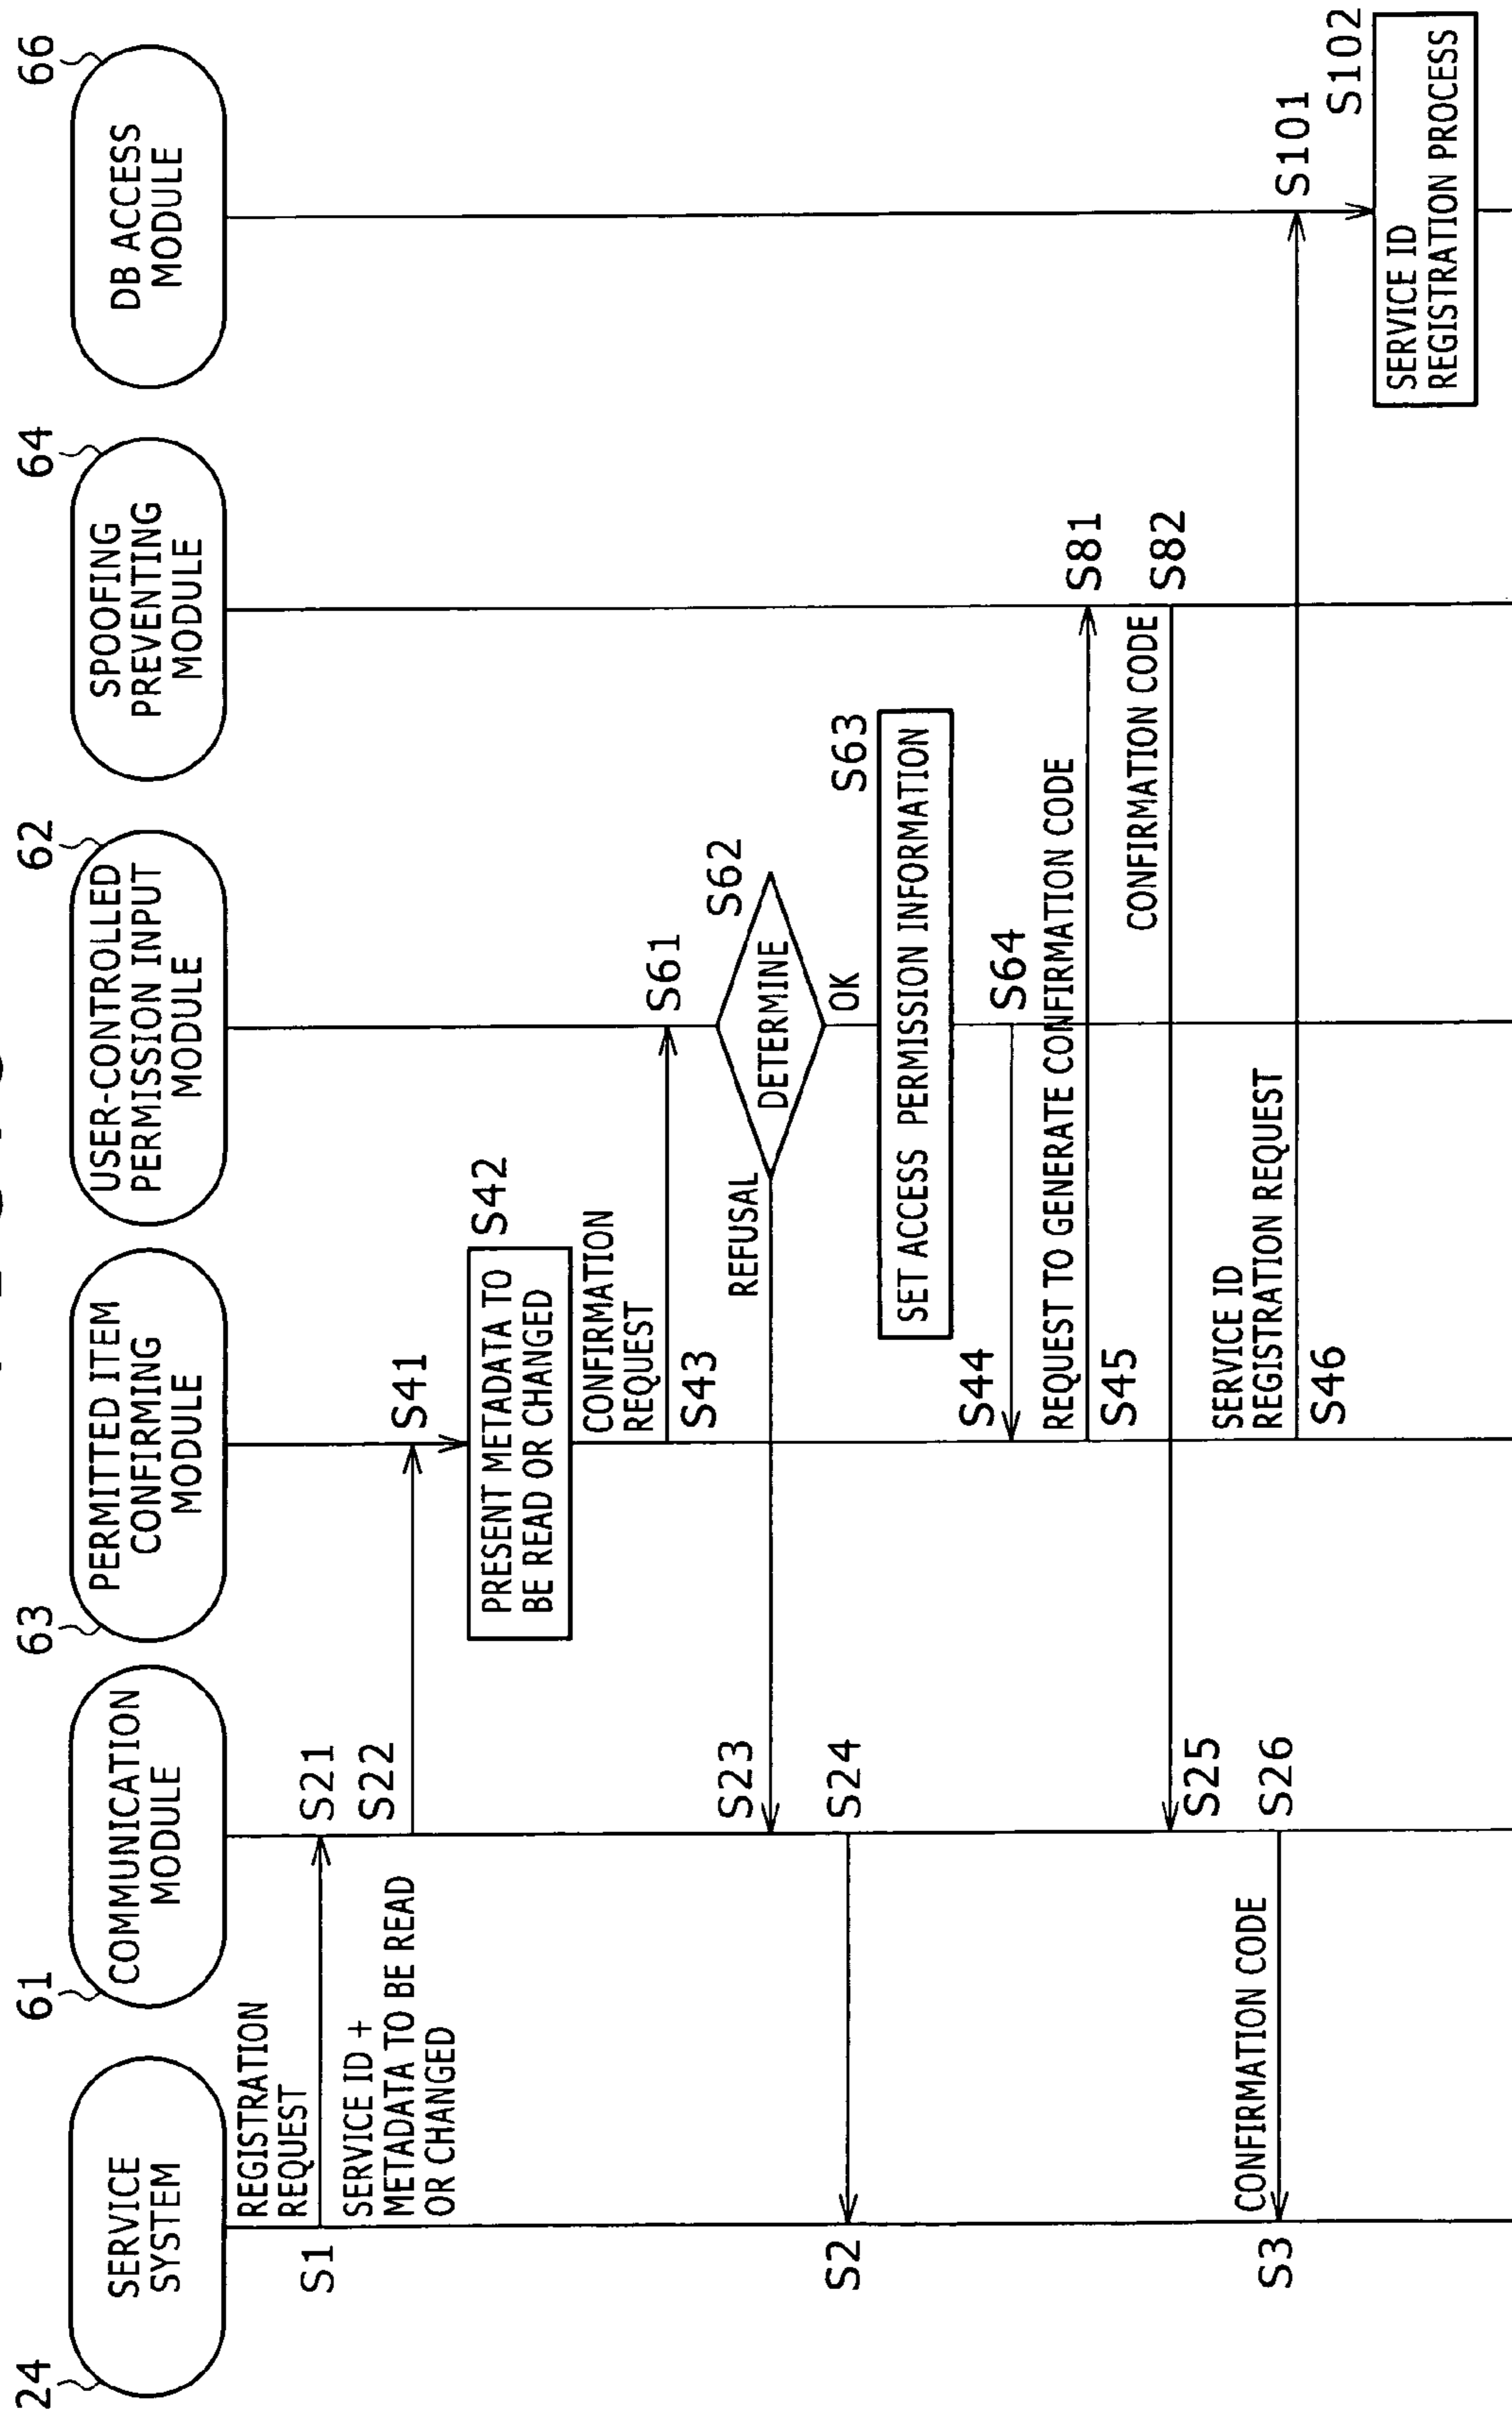 24
SERVICE
SYSTEM
61
COMMUNICATION
MODULE
63
PERMITTED ITEM
CONFIRMING
MODULE
62
USER-CONTROLLED
PERMISSION INPUT
MODULE
64
SPOOFING
PREVENTING
MODULE
66
DB ACCESS
MODULE
REGISTRATION
REQUEST
S1
S21
SERVICE ID +
METADATA TO BE READ
OR CHANGED
S22
S41
PRESENT METADATA TO
BE READ OR CHANGED
S42
CONFIRMATION
REQUEST
S43
S61
S62
DETERMINE
REFUSAL
OK
S23
S24
S2
S63
SET ACCESS PERMISSION INFORMATION
S64
S44
REQUEST TO GENERATE CONFIRMATION CODE
S45
S81
CONFIRMATION CODE
S82
S25
S26
CONFIRMATION CODE
S3
SERVICE ID
REGISTRATION REQUEST
S46
S101
S102
SERVICE ID
REGISTRATION PROCESS